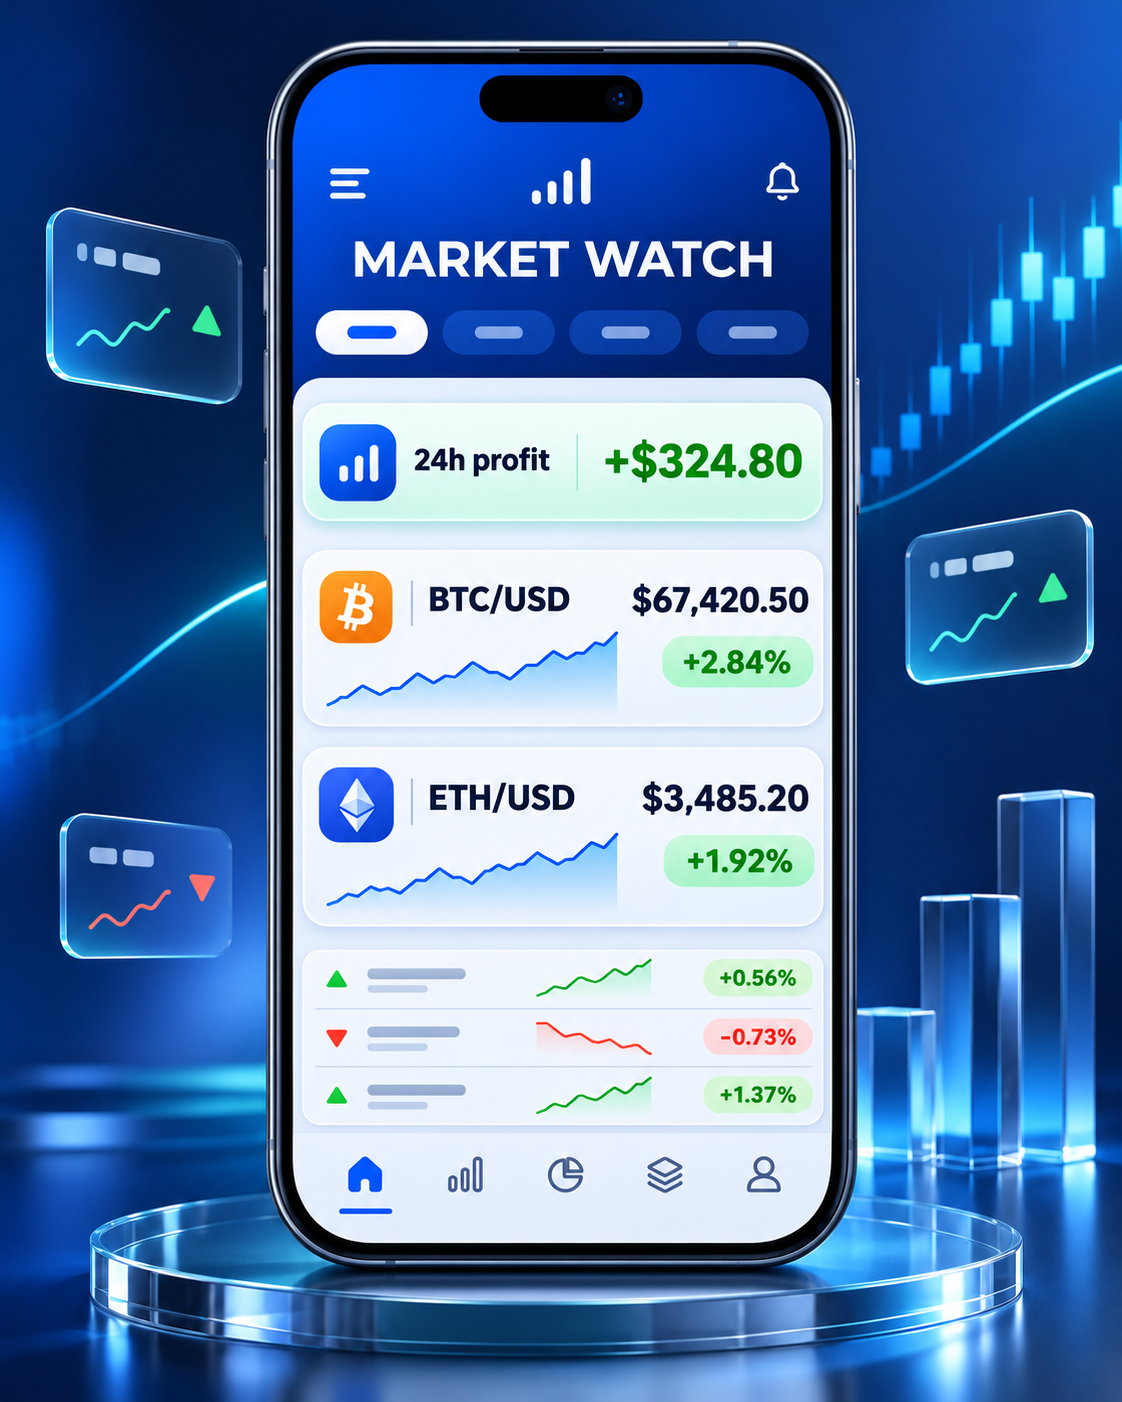 MARKET WATCH
24h profit +$324.80
BTC/USD $67,420.50
+2.84%
ETH/USD $3,485.20
+1.92%
+0.56%
-0.73%
+1.37%